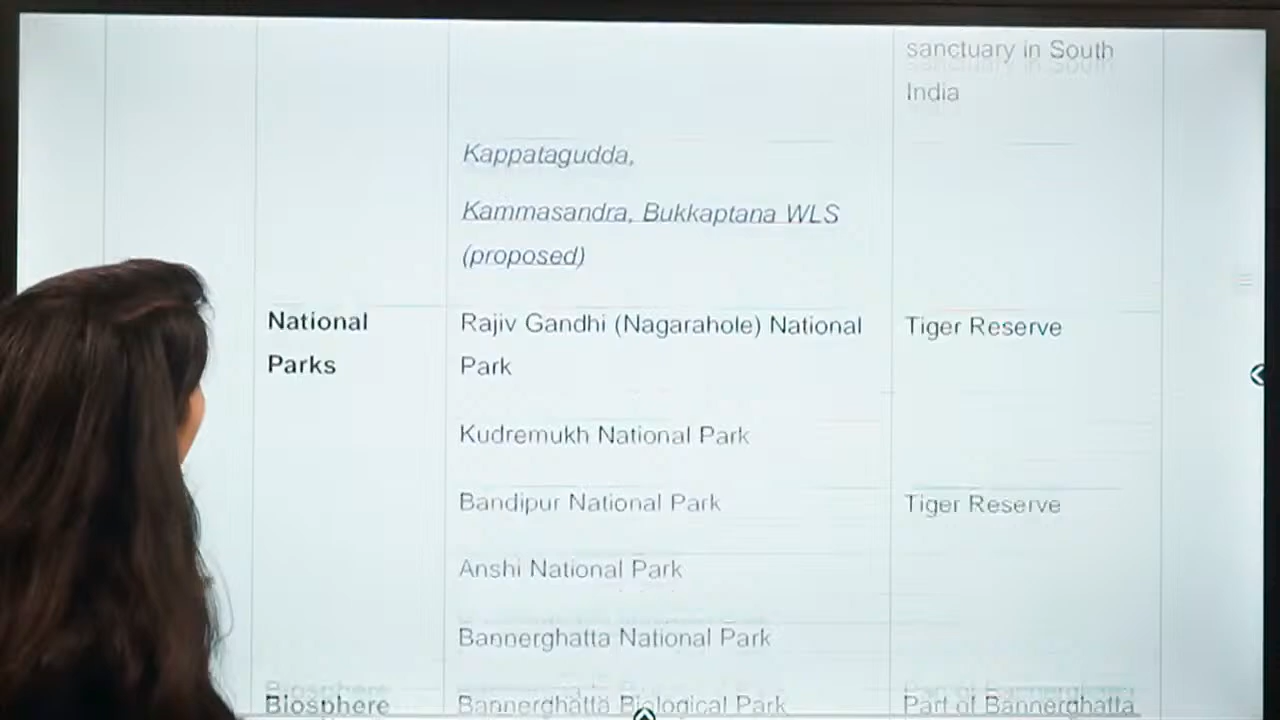 sanctuary in South
India
Kappatagudda,
Kammasandra, Bukkaptana WLS
(proposed)
National
Parks
Rajiv Gandhi (Nagarahole) National
Park
Tiger Reserve
Kudremukh National Park
Bandipur National Park
Tiger Reserve
Anshi National Park
Bannerghatta National Park
Biosphere
Bannerghatta Biological Park
Part of Bannerghatta